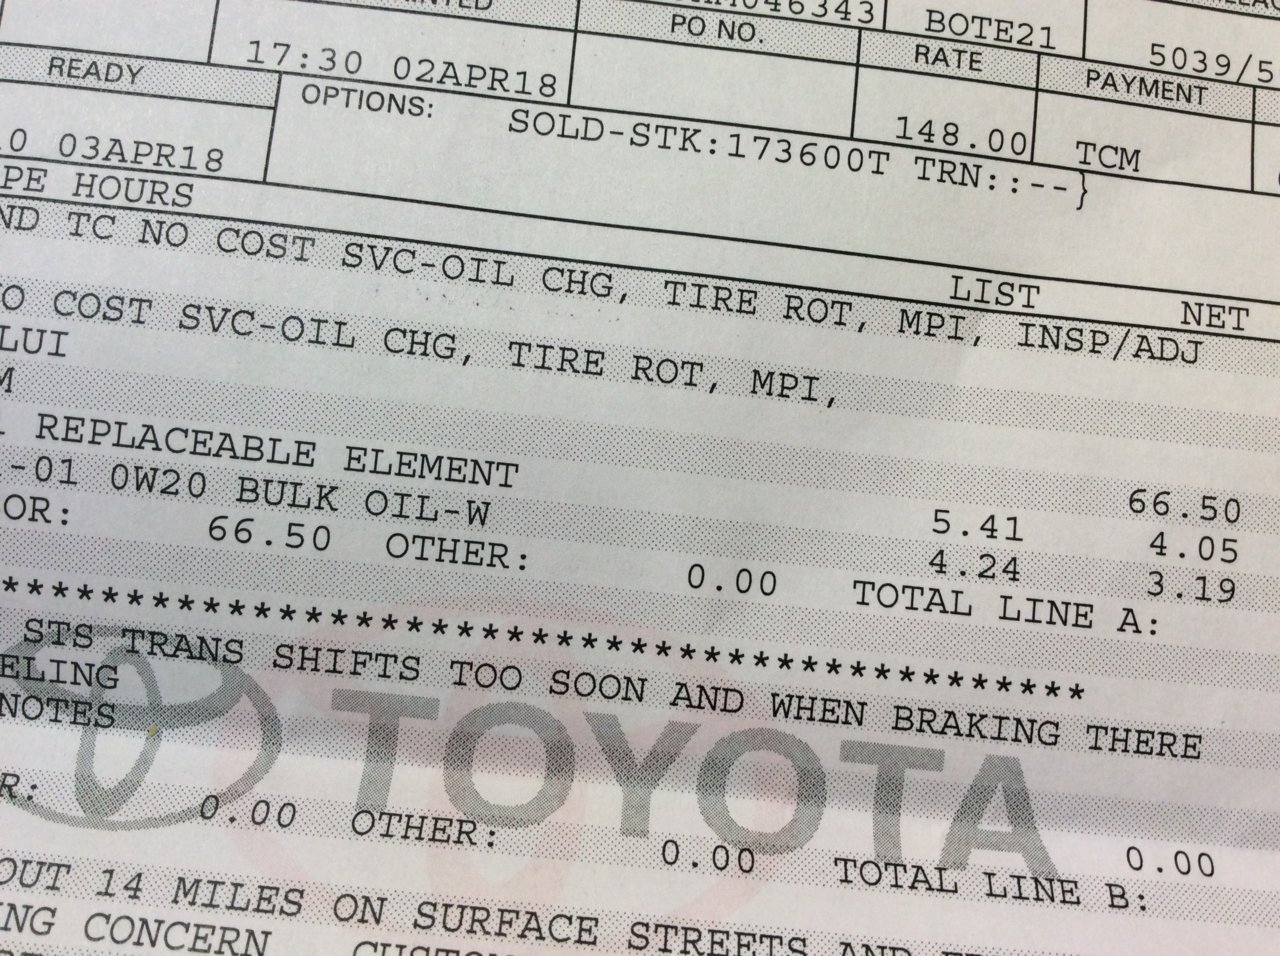 046343
BOTE21
5039/5
PO NO.
RATE
PAYMENT
17:30 02APR18
148.00
TCM
READY
OPTIONS: SOLD-STK:173600T TRN::--}
0 03APR18
PE HOURS
LIST NET
ND TC NO COST SVC-OIL CHG, TIRE ROT, MPI, INSP/ADJ
O COST SVC-OIL CHG, TIRE ROT, MPI,
LUI
M
66.50
REPLACEABLE ELEMENT 5.41 4.05
-01 0W20 BULK OIL-W 4.24 3.19
OR: 66.50 OTHER: 0.00 TOTAL LINE A:
*******************************************
STS TRANS SHIFTS TOO SOON AND WHEN BRAKING THERE
ELING
NOTES
TOYOTA
0.00
R: 0.00 OTHER: 0.00 TOTAL LINE B:
OUT 14 MILES ON SURFACE STREETS AND
ING CONCERN